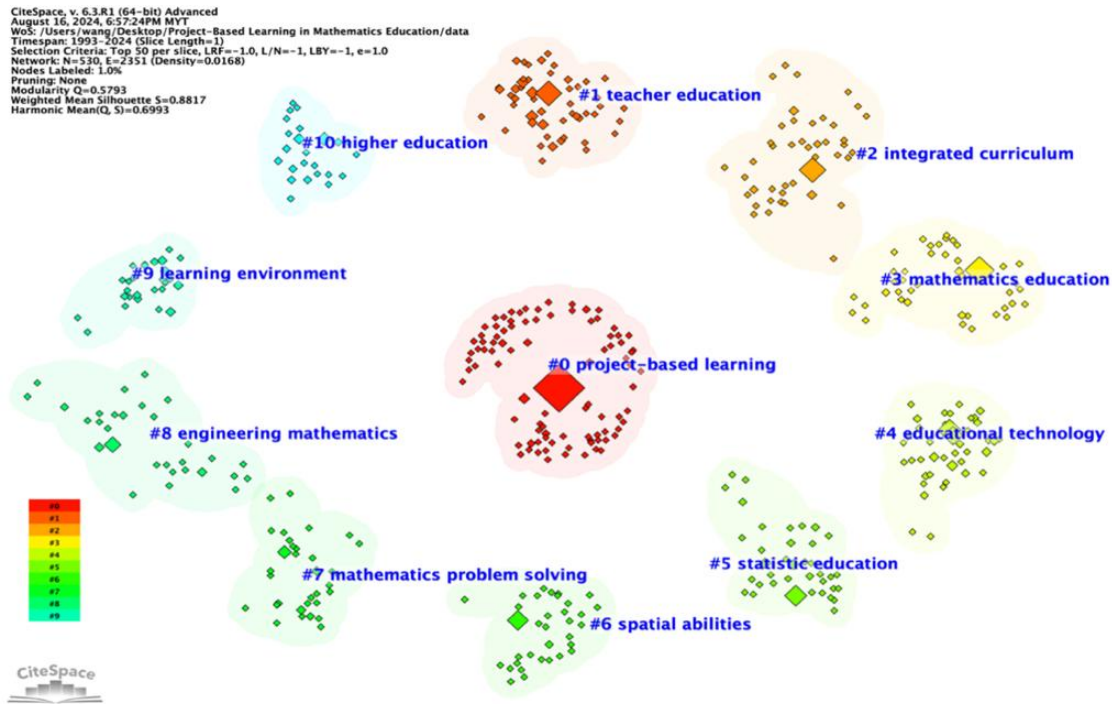 CiteSpace, v. 6.3.R1 (64-bit) Advanced
August 16, 2024, 6:57:24PM MYT
WoS: /Users/wang/Desktop/Project-Based Learning in Mathematics Education/data
Timespan: 1993-2024 (Slice Length=1)
Selection Criteria: Top 50 per slice, LRF=-1.0, L/N=-1, LBY=-1, e=1.0
Network: N=530, E=2351 (Density=0.0168)
Nodes Labeled: 1.0%
Pruning: None
Modularity Q=0.5793
Weighted Mean Silhouette S=0.8817
Harmonic Mean(Q, S)=0.6993
#1 teacher education
#10 higher education
#2 integrated curriculum
#9 learning environment
#3 mathematics education
#0 project-based learning
#8 engineering mathematics
#4 educational technology
#5 statistic education
#7 mathematics problem solving
#6 spatial abilities
#0
#1
#2
#3
#4
#5
#6
#7
#8
#9
CiteSpace